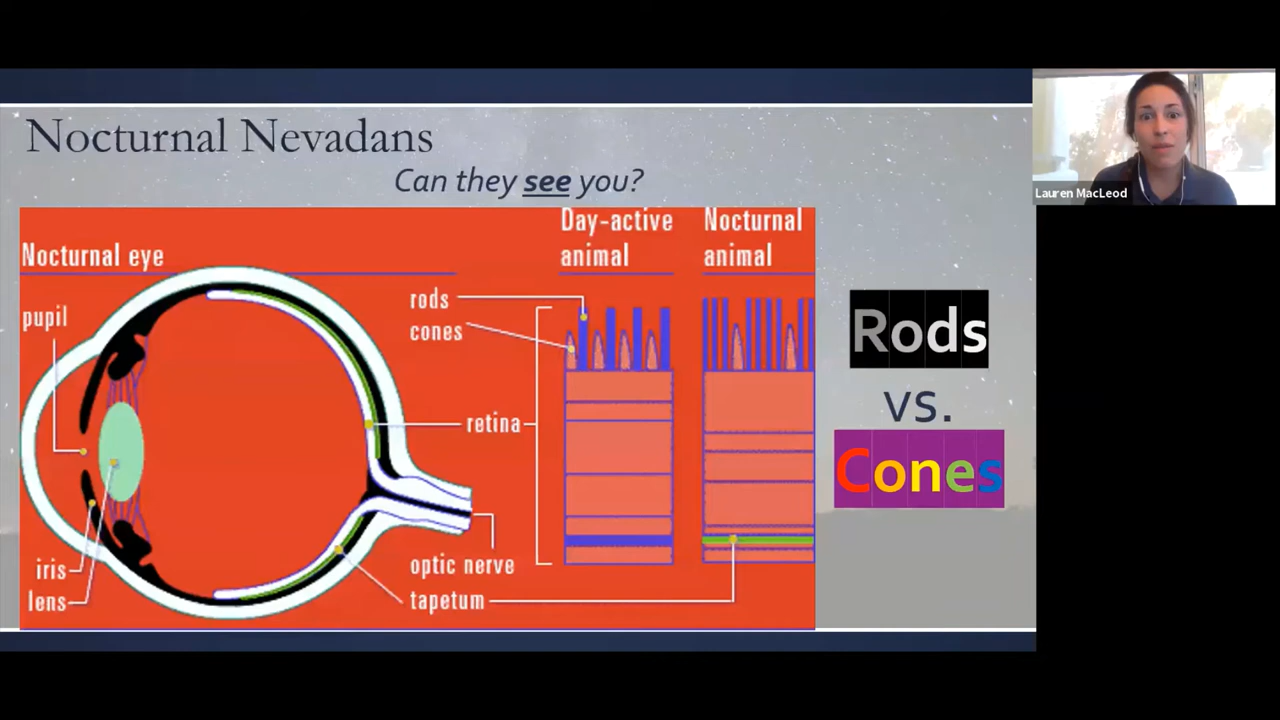 Nocturnal Nevadans
Can they see you?
Nocturnal eye
pupil
iris
lens
rods
cones
retina
optic nerve
tapetum
Day-active
animal
Nocturnal
animal
Rods
vs.
Cones
Lauren MacLeod